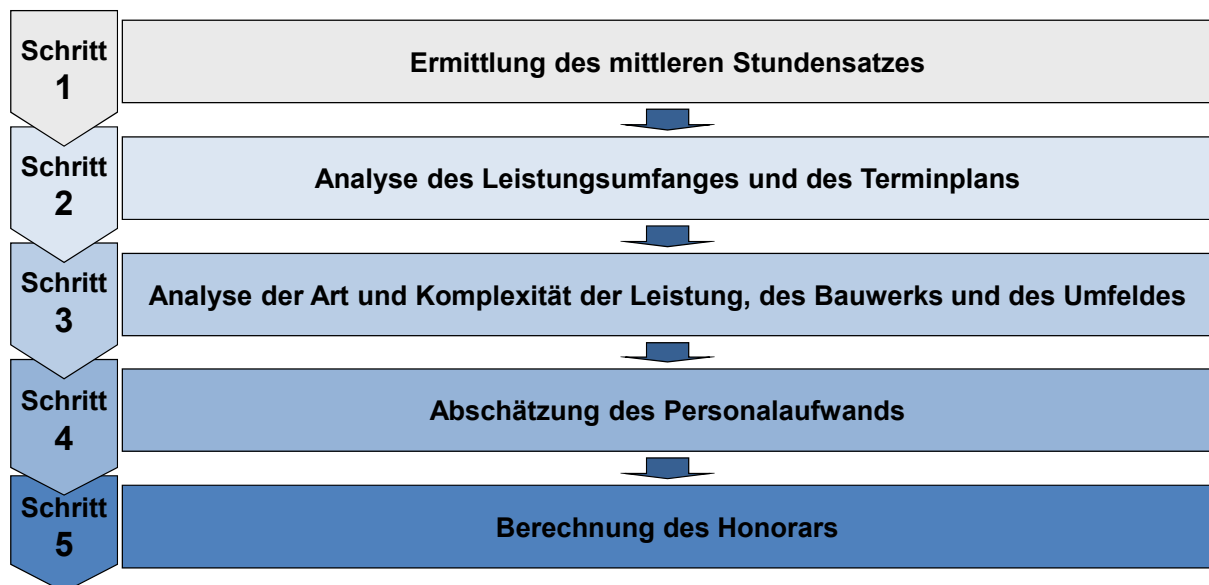 Schritt
1
Ermittlung des mittleren Stundensatzes
Schritt
2
Analyse des Leistungsumfanges und des Terminplans
Schritt
3
Analyse der Art und Komplexität der Leistung, des Bauwerks und des Umfeldes
Schritt
4
Abschätzung des Personalaufwands
Schritt
5
Berechnung des Honorars